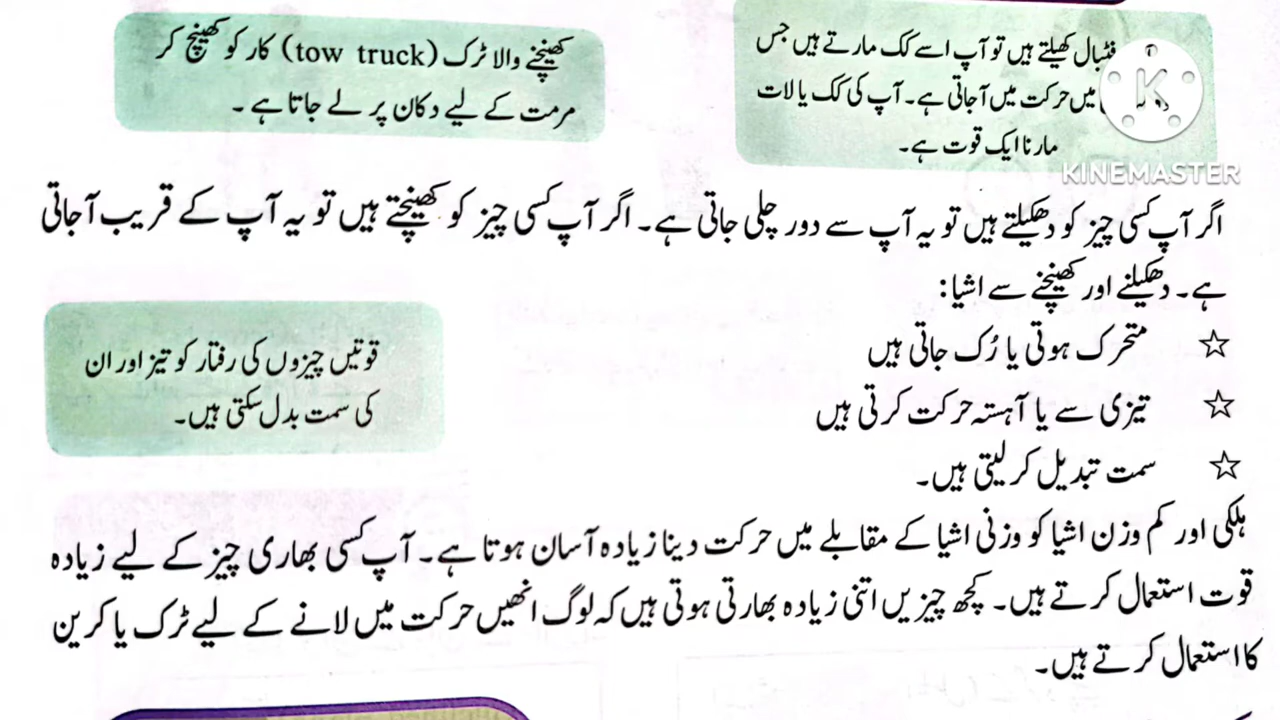 فٹبال کھیلتے ہیں تو آپ اسے کک مارتے ہیں جس
میں حرکت میں آجاتی ہے۔ آپ کی کک یا لات
مارنا ایک قوت ہے۔
کھینچنے والا ٹرک (tow truck) کار کو کھینچ کر
مرمت کے لیے دکان پر لے جاتا ہے۔
K
KINEMASTER
اگر آپ کسی چیز کو دھکیلتے ہیں تو یہ آپ سے دور چلی جاتی ہے۔ اگر آپ کسی چیز کو کھینچتے ہیں تو یہ آپ کے قریب آجاتی
ہے۔ دھکیلنے اور کھینچنے سے اشیا:
☆ متحرک ہوتی یا رُک جاتی ہیں
☆ تیزی سے یا آہستہ حرکت کرتی ہیں
☆ سمت تبدیل کر لیتی ہیں۔
قوتیں چیزوں کی رفتار کو تیز اور ان
کی سمت بدل سکتی ہیں۔
ہلکی اور کم وزن اشیا کو وزنی اشیا کے مقابلے میں حرکت دینا زیادہ آسان ہوتا ہے۔ آپ کسی بھاری چیز کے لیے زیادہ
قوت استعمال کرتے ہیں۔ کچھ چیزیں اتنی زیادہ بھارتی ہوتی ہیں کہ لوگ انھیں حرکت میں لانے کے لیے ٹرک یا کرین
کا استعمال کرتے ہیں۔